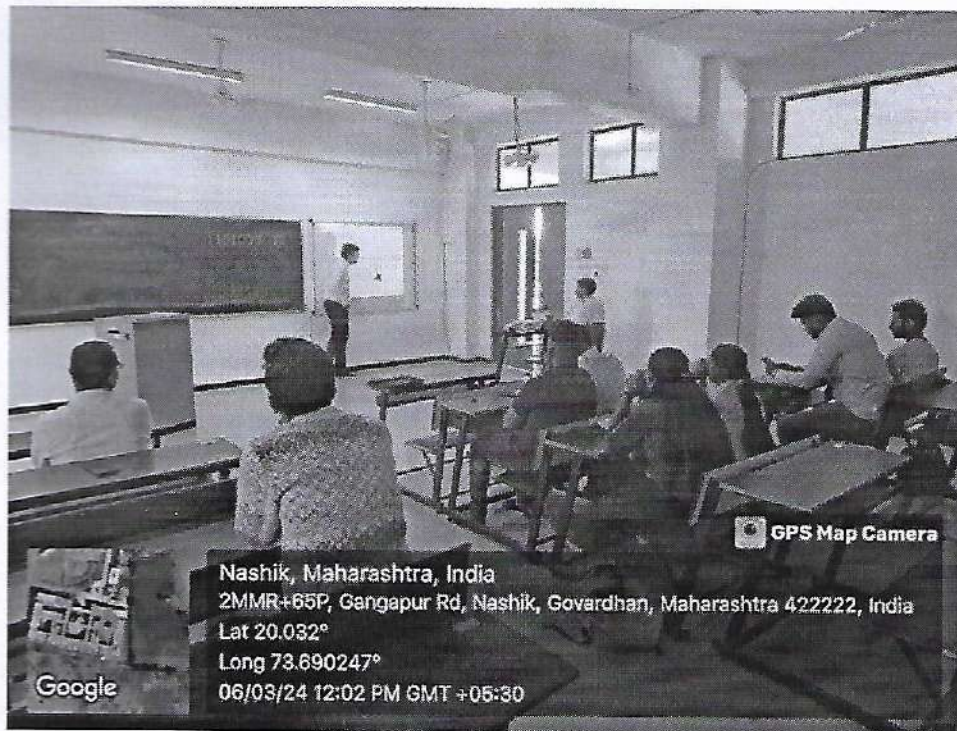 GPS Map Camera
Nashik, Maharashtra, India
2MMR+65P, Gangapur Rd, Nashik, Govardhan, Maharashtra 422222, India
Lat 20.032°
Long 73.690247°
06/03/24 12:02 PM GMT +05:30
Google